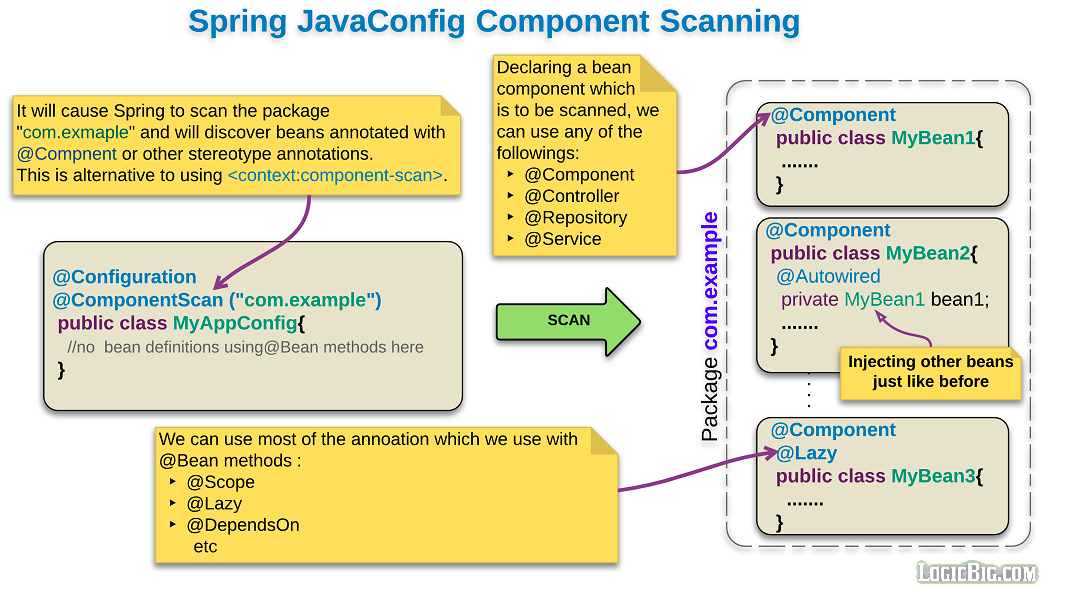 Spring JavaConfig Component Scanning
It will cause Spring to scan the package
"com.exmaple" and will discover beans annotated with
@Compnent or other stereotype annotations.
This is alternative to using <context:component-scan>.
@Configuration
@ComponentScan ("com.example")
public class MyAppConfig{
//no bean definitions using@Bean methods here
}
Declaring a bean
component which
is to be scanned, we
can use any of the
followings:
‣ @Component
‣ @Controller
‣ @Repository
‣ @Service
SCAN
We can use most of the annoation which we use with
@Bean methods :
‣ @Scope
‣ @Lazy
‣ @DependsOn
etc
Package com.example
@Component
public class MyBean1{
.......
}
@Component
public class MyBean2{
@Autowired
private MyBean1 bean1;
.......
}
Injecting other beans
just like before
@Component
@Lazy
public class MyBean3{
.......
}
LogicBig.com